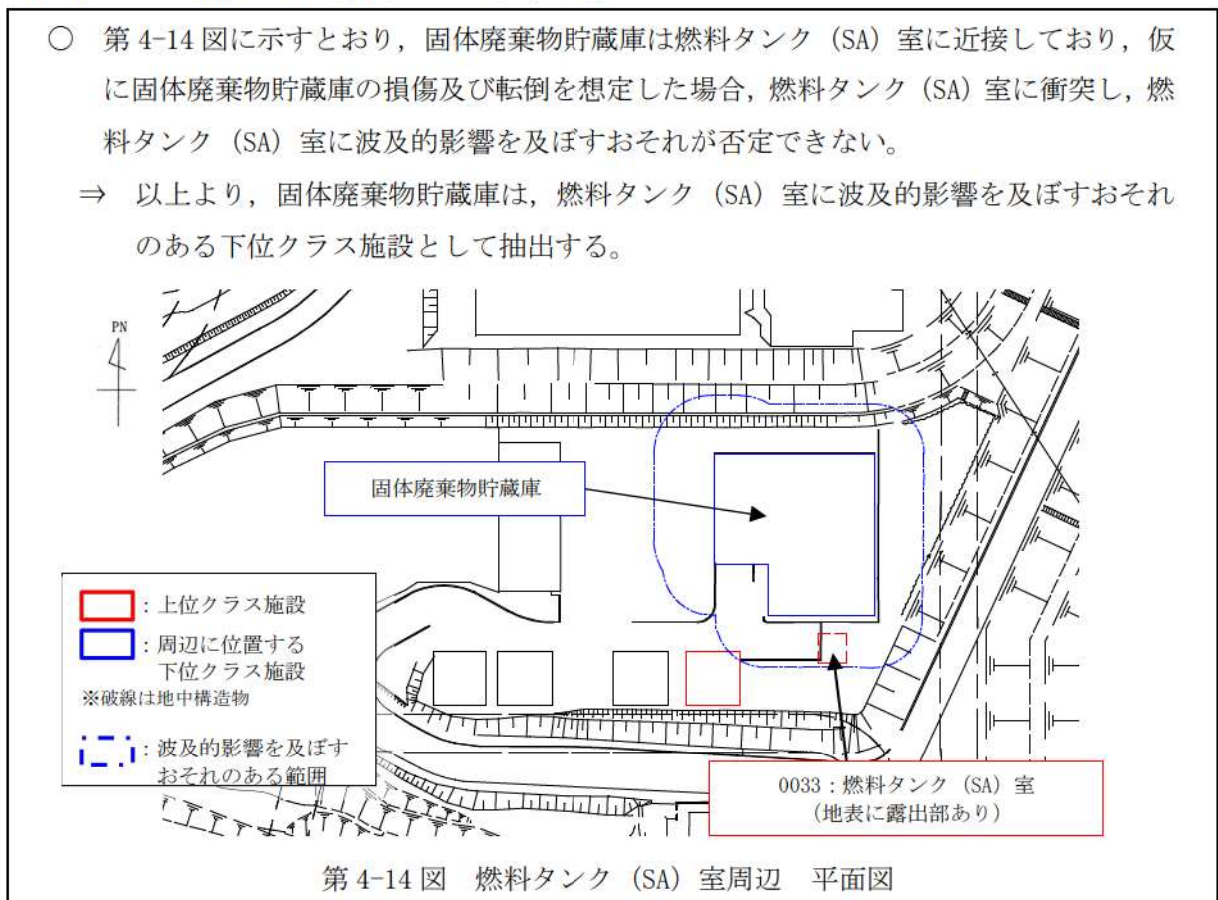 ○ 第 4-14 図に示すとおり，固体廃棄物貯蔵庫は燃料タンク（SA）室に近接しており，仮
に固体廃棄物貯蔵庫の損傷及び転倒を想定した場合，燃料タンク（SA）室に衝突し，燃
料タンク（SA）室に波及的影響を及ぼすおそれが否定できない。
⇒ 以上より，固体廃棄物貯蔵庫は，燃料タンク（SA）室に波及的影響を及ぼすおそれ
のある下位クラス施設として抽出する。
PN
固体廃棄物貯蔵庫
：上位クラス施設
：周辺に位置する
下位クラス施設
※破線は地中構造物
：波及的影響を及ぼす
おそれのある範囲
0033：燃料タンク（SA）室
（地表に露出部あり）
第 4-14 図 燃料タンク（SA）室周辺 平面図